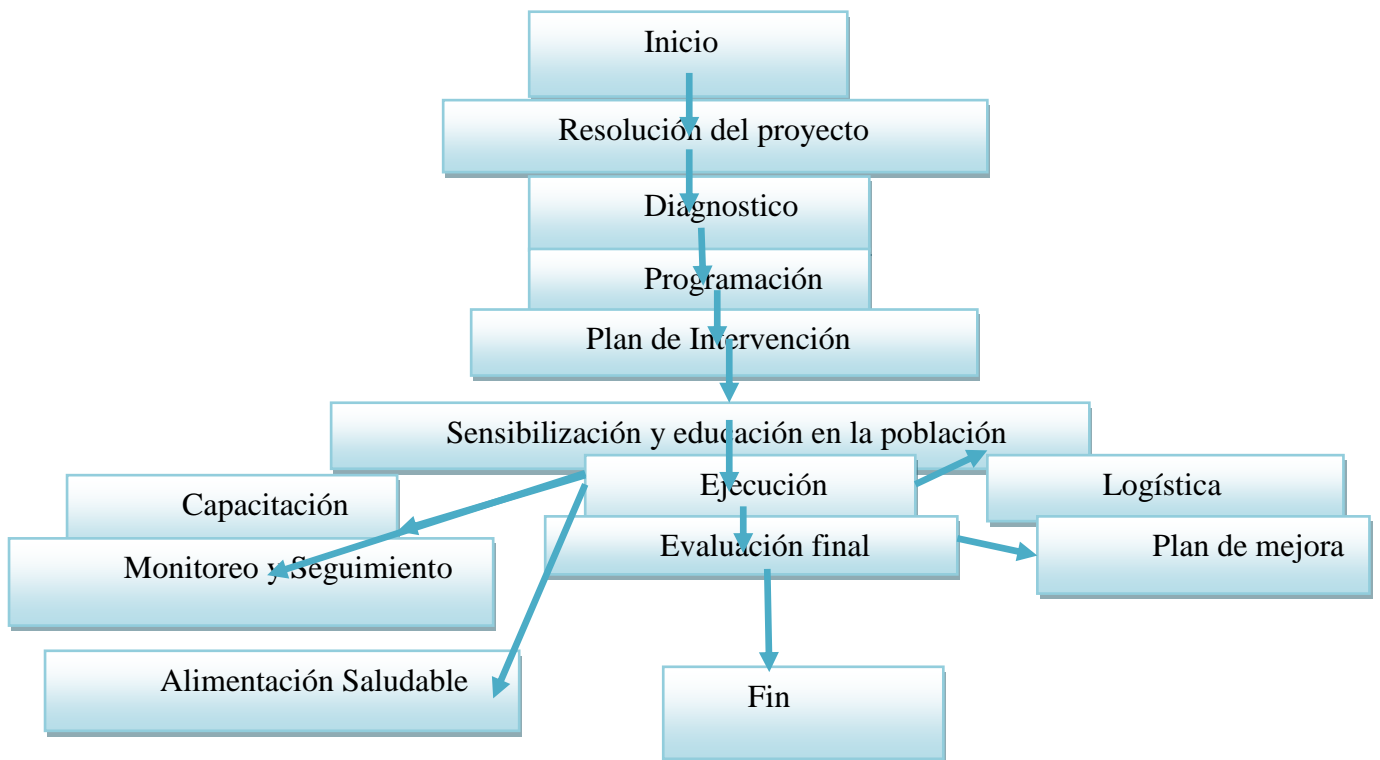 Inicio
Resolución del proyecto
Diagnostico
Programación
Plan de Intervención
Sensibilización y educación en la población
Capacitación
Ejecución
Logística
Monitoreo y Seguimiento
Evaluación final
Plan de mejora
Alimentación Saludable
Fin